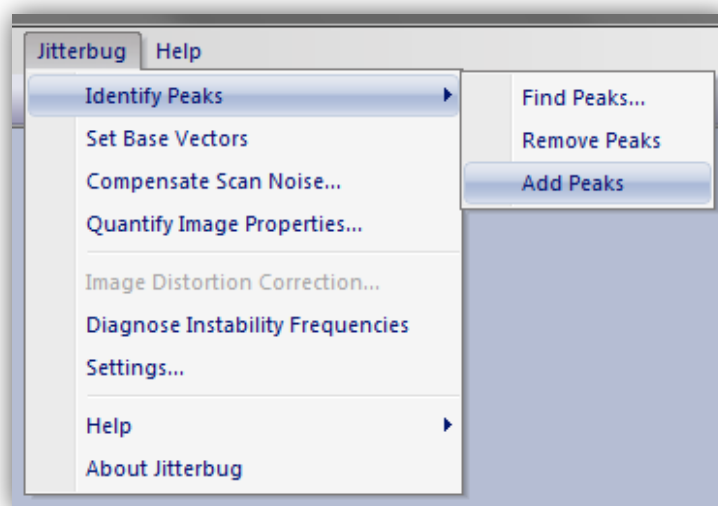 Jitterbug Help
Identify Peaks
Set Base Vectors
Compensate Scan Noise...
Quantify Image Properties...
Image Distortion Correction...
Diagnose Instability Frequencies
Settings...
Help
About Jitterbug
Find Peaks...
Remove Peaks
Add Peaks